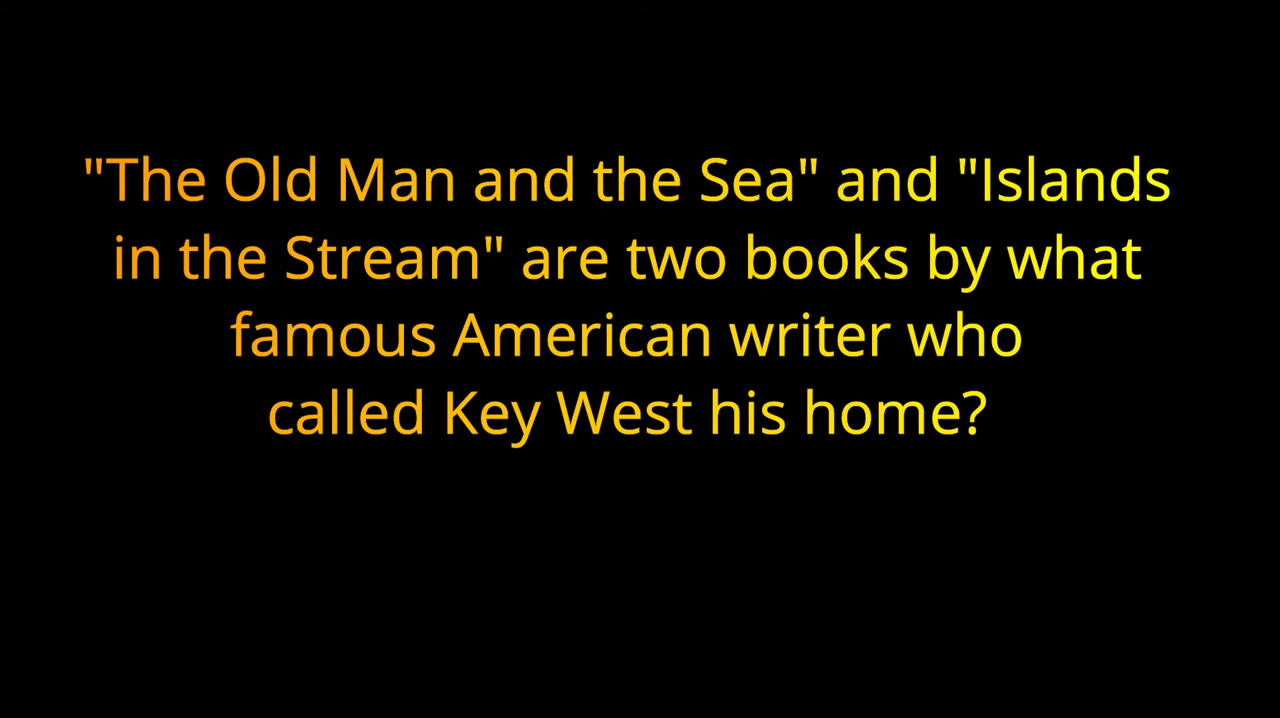 "The Old Man and the Sea" and "Islands
in the Stream" are two books by what
famous American writer who
called Key West his home?